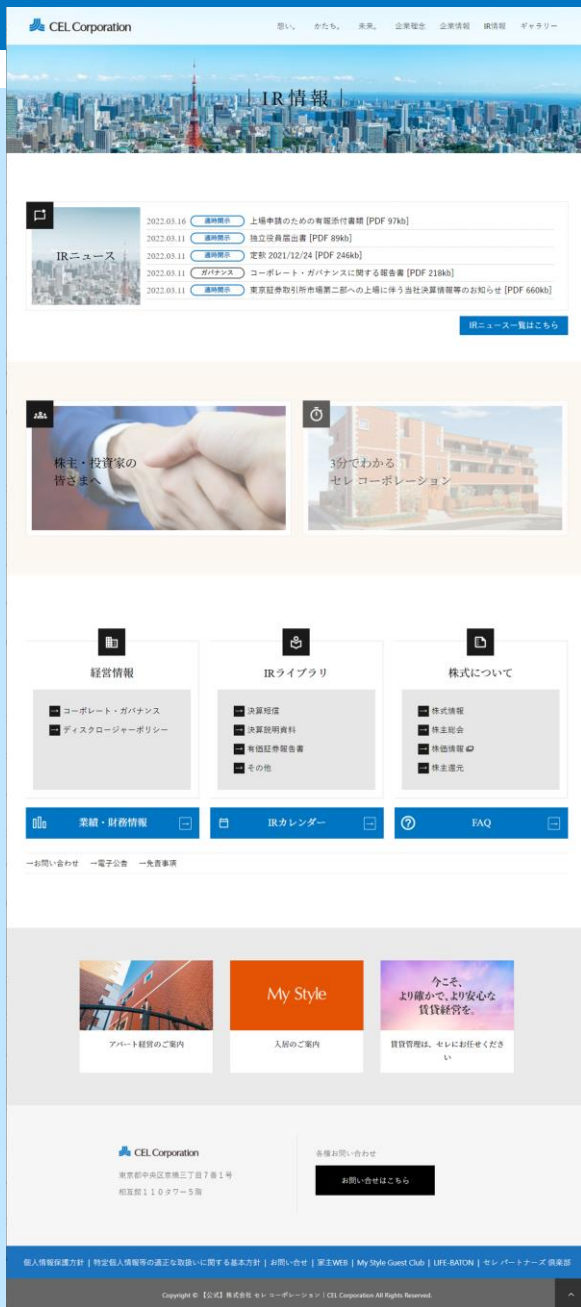 CEL Corporation
想い。 かたち。 未来。 企業理念 企業情報 IR情報 ギャラリー
IR情報
IRニュース
2022.03.16 適時開示 上場申請のための有報添付書類 [PDF 97kb]
2022.03.11 適時開示 独立役員届出書 [PDF 89kb]
2022.03.11 適時開示 定款 2021/12/24 [PDF 246kb]
2022.03.11 ガバナンス コーポレート・ガバナンスに関する報告書 [PDF 218kb]
2022.03.11 適時開示 東京証券取引所市場第二部への上場に伴う当社決算情報等のお知らせ [PDF 660kb]
IRニュース一覧はこちら
株主・投資家の
皆さまへ
3分でわかる
セレ コーポレーション
経営情報
コーポレート・ガバナンス
ディスクロージャーポリシー
IRライブラリ
決算短信
決算説明資料
有価証券報告書
その他
株式について
株式情報
株主総会
株価情報
株主還元
業績・財務情報
IRカレンダー
FAQ
お問い合わせ 電子公告 免責事項
アパート経営のご案内
My Style
入居のご案内
今こそ、
より確かで、より安心な
賃貸経営を。
賃貸管理は、セレにお任せくださ
い
CEL Corporation
東京都中央区京橋三丁目7番1号
相互館110タワー5階
各種お問い合わせ
お問い合せはこちら
個人情報保護方針 | 特定個人情報等の適正な取扱いに関する基本方針 | お問い合せ | 家主WEB | My Style Guest Club | LIFE-BATON | セレ パートナーズ 倶楽部
Copyright © 【公式】株式会社 セレ コーポレーション | CEL Corporation All Rights Reserved.